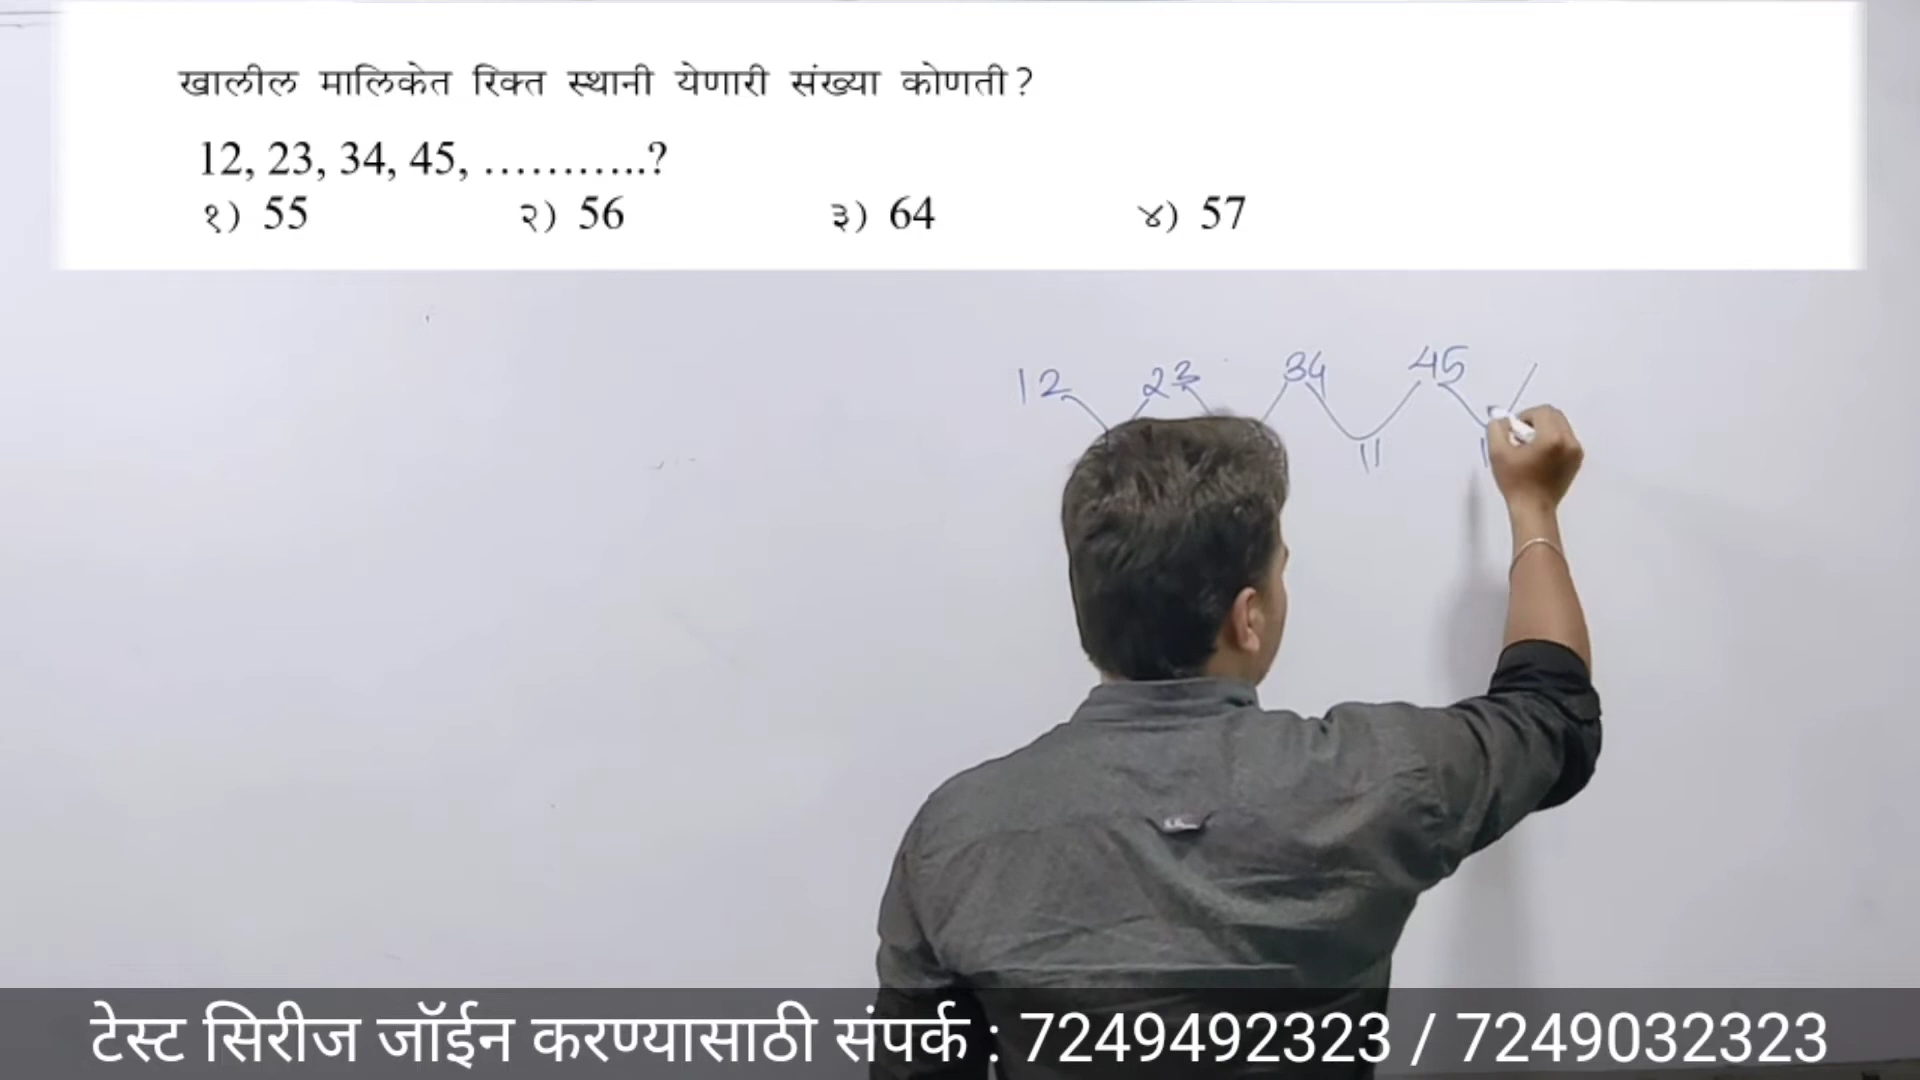 खालील मालिकेत रिक्त स्थानी येणारी संख्या कोणती?
12, 23, 34, 45, ………..?
१) 55 २) 56 ३) 64 ४) 57
12 23 34 45
11
टेस्ट सिरीज जॉईन करण्यासाठी संपर्क : 7249492323 / 7249032323